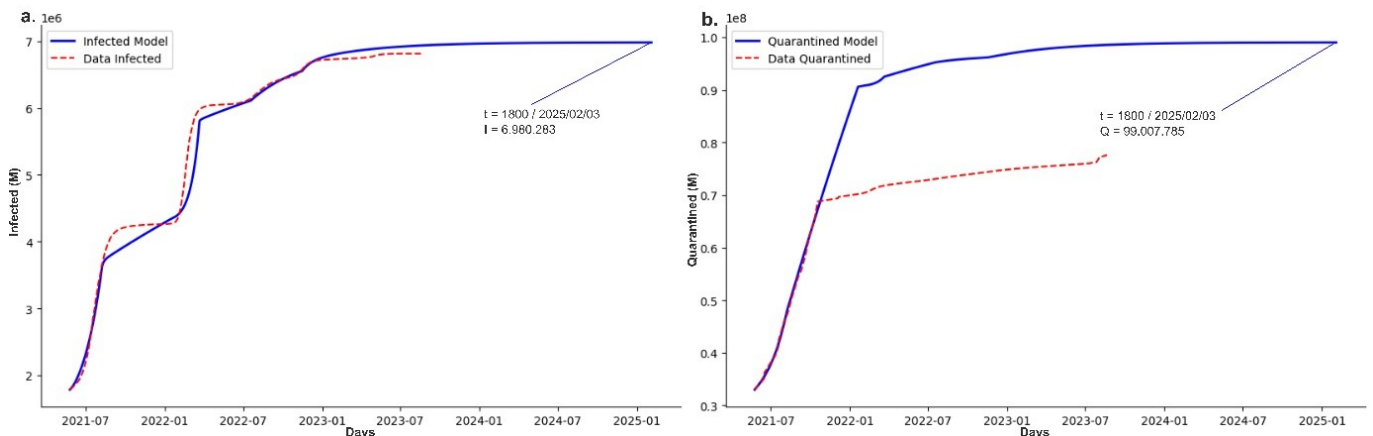 a.
1e6
Infected Model
Data Infected
7
6
5
4
3
2
Infected (M)
t = 1800 / 2025/02/03
I = 6.980.283
2021-07 2022-01 2022-07 2023-01 2023-07 2024-01 2024-07 2025-01
Days
b.
1e8
Quarantined Model
Data Quarantined
1.0
0.9
0.8
0.7
0.6
0.5
0.4
0.3
Quarantined (M)
t = 1800 / 2025/02/03
Q = 99.007.785
2021-07 2022-01 2022-07 2023-01 2023-07 2024-01 2024-07 2025-01
Days